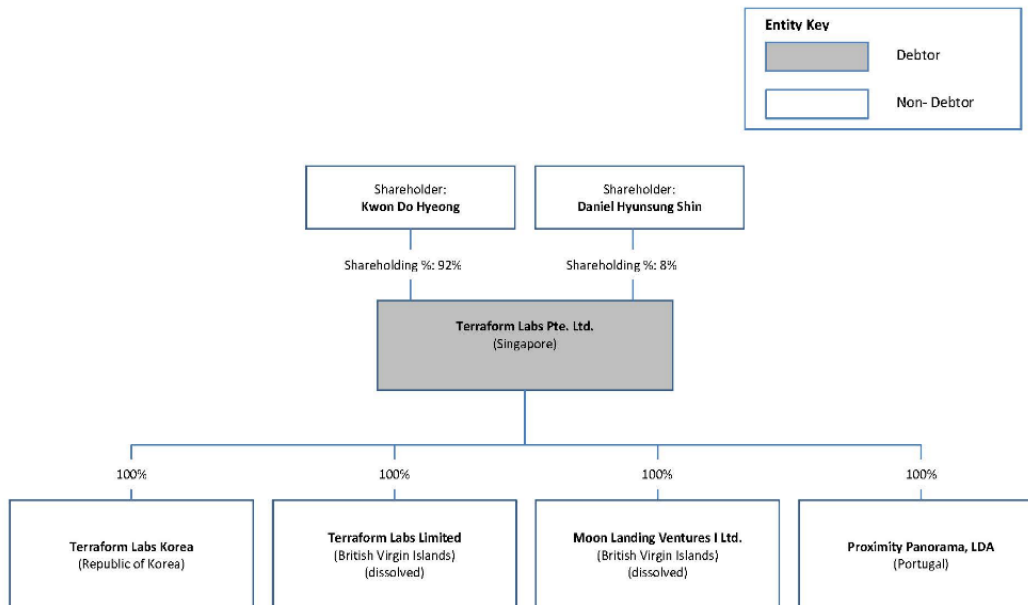 Entity Key
Debtor
Non- Debtor
Shareholder:
Kwon Do Hyeong
Shareholder:
Daniel Hyunsung Shin
Shareholding %: 92%
Shareholding %: 8%
Terraform Labs Pte. Ltd.
(Singapore)
100%
100%
100%
100%
Terraform Labs Korea
(Republic of Korea)
Terraform Labs Limited
(British Virgin Islands)
(dissolved)
Moon Landing Ventures I Ltd.
(British Virgin Islands)
(dissolved)
Proximity Panorama, LDA
(Portugal)